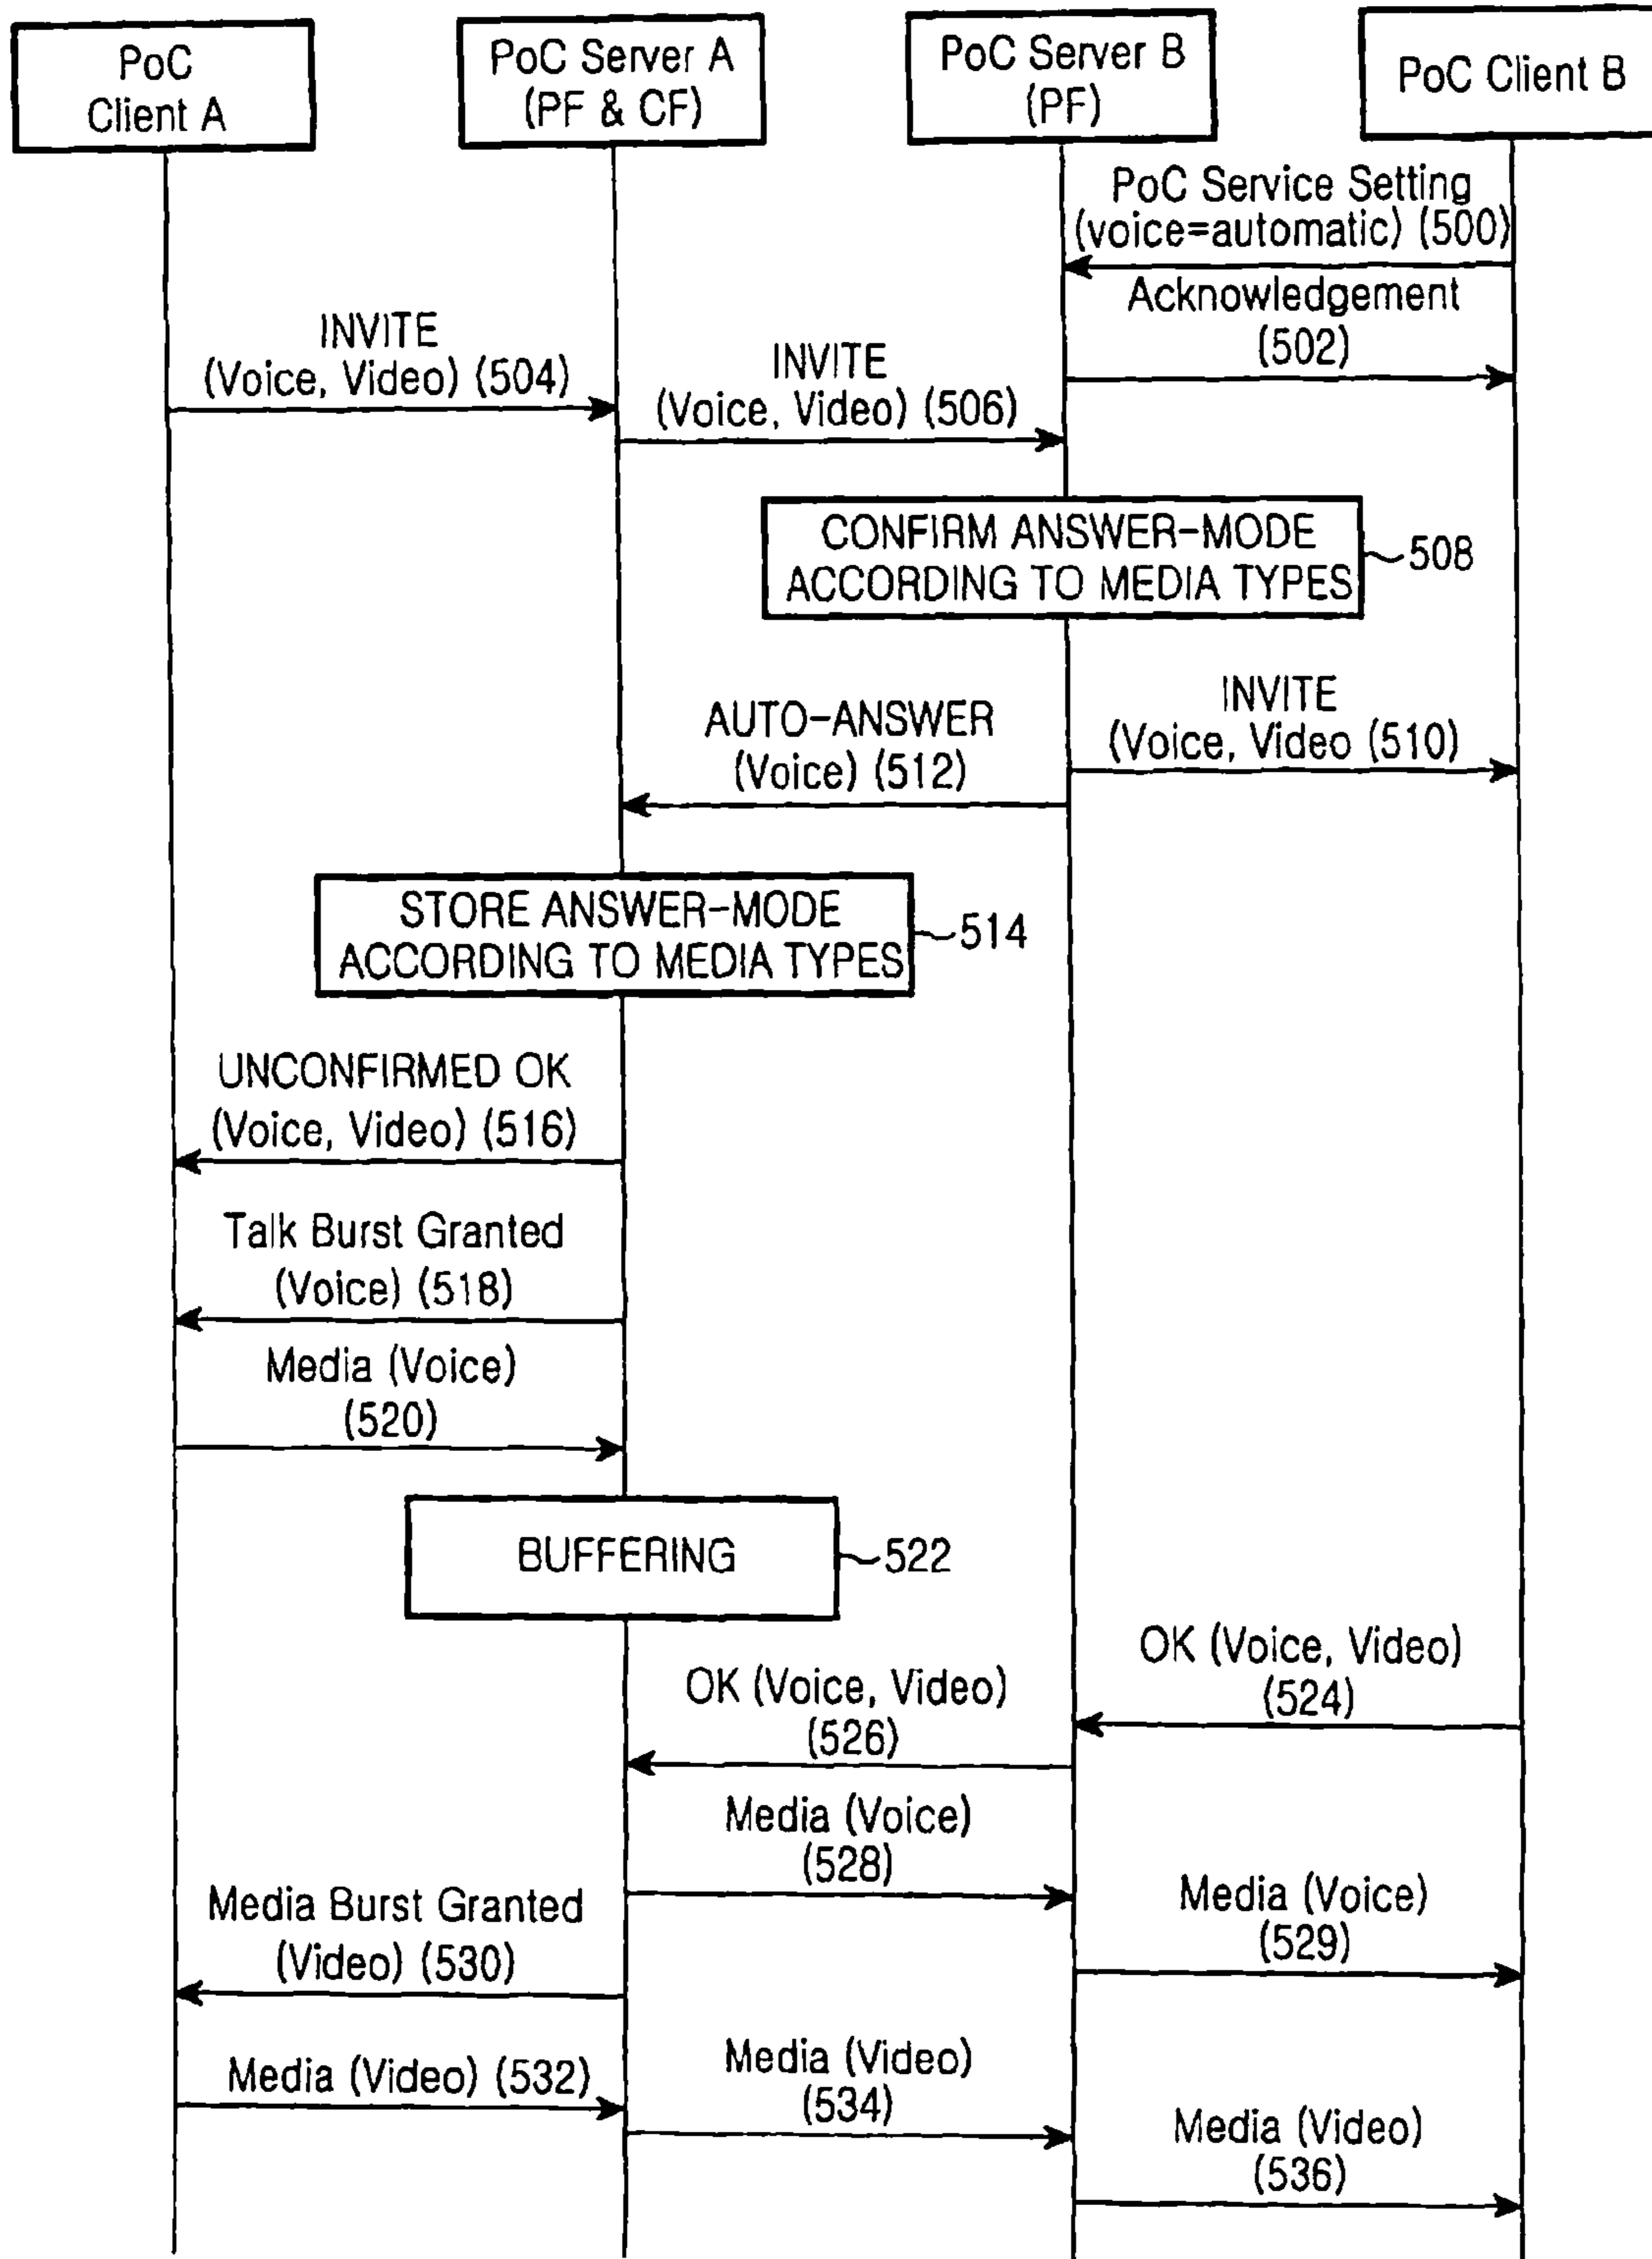 PoC
Client A
PoC Server A
(PF & CF)
PoC Server B
(PF)
PoC Client B
PoC Service Setting
(voice=automatic) (500)
Acknowledgement
(502)
INVITE
(Voice, Video) (504)
INVITE
(Voice, Video) (506)
CONFIRM ANSWER-MODE
ACCORDING TO MEDIA TYPES
508
INVITE
(Voice, Video (510)
AUTO-ANSWER
(Voice) (512)
STORE ANSWER-MODE
ACCORDING TO MEDIA TYPES
514
UNCONFIRMED OK
(Voice, Video) (516)
Talk Burst Granted
(Voice) (518)
Media (Voice)
(520)
BUFFERING
522
OK (Voice, Video)
(524)
OK (Voice, Video)
(526)
Media (Voice)
(528)
Media (Voice)
(529)
Media Burst Granted
(Video) (530)
Media (Video) (532)
Media (Video)
(534)
Media (Video)
(536)